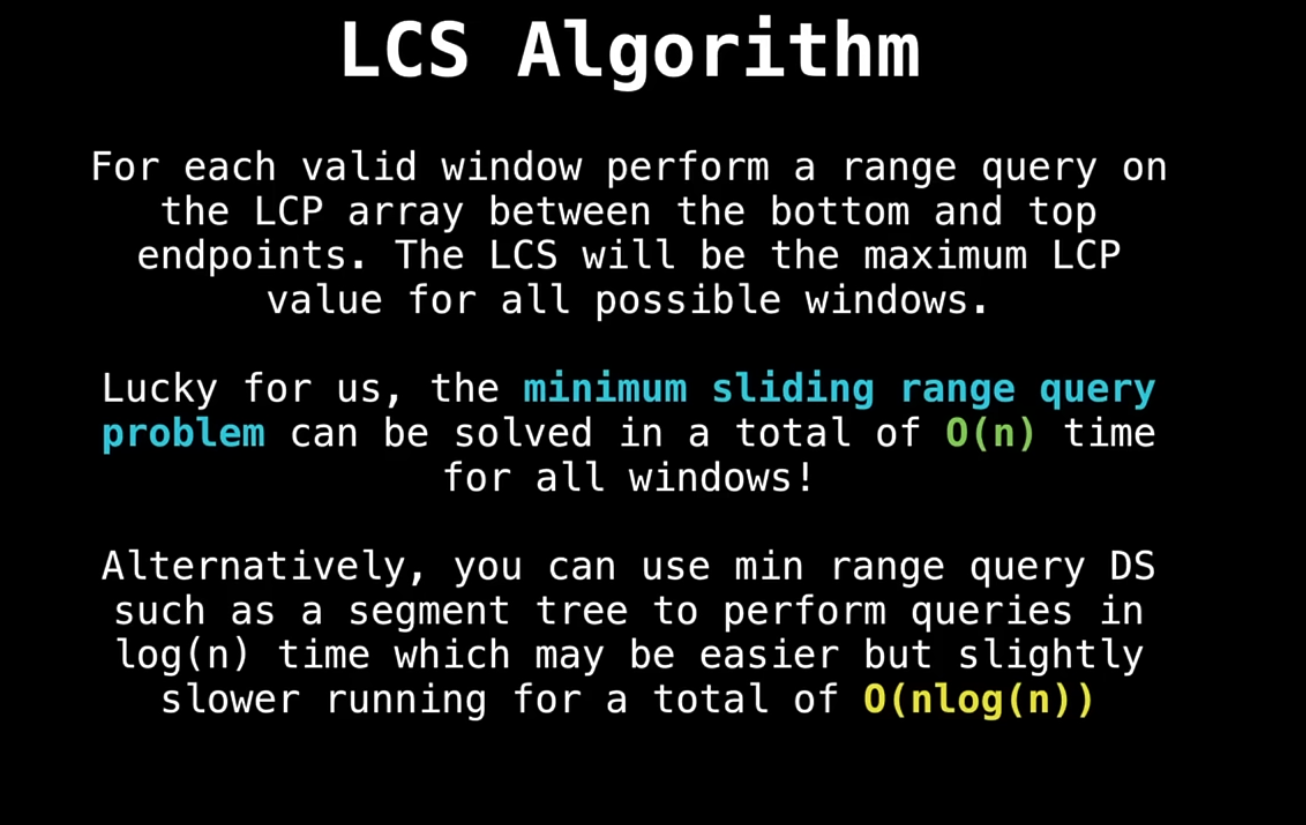 LCS Algorithm
For each valid window perform a range query on
the LCP array between the bottom and top
endpoints. The LCS will be the maximum LCP
value for all possible windows.
Lucky for us, the minimum sliding range query
problem can be solved in a total of O(n) time
for all windows!
Alternatively, you can use min range query DS
such as a segment tree to perform queries in
log(n) time which may be easier but slightly
slower running for a total of O(nlog(n))